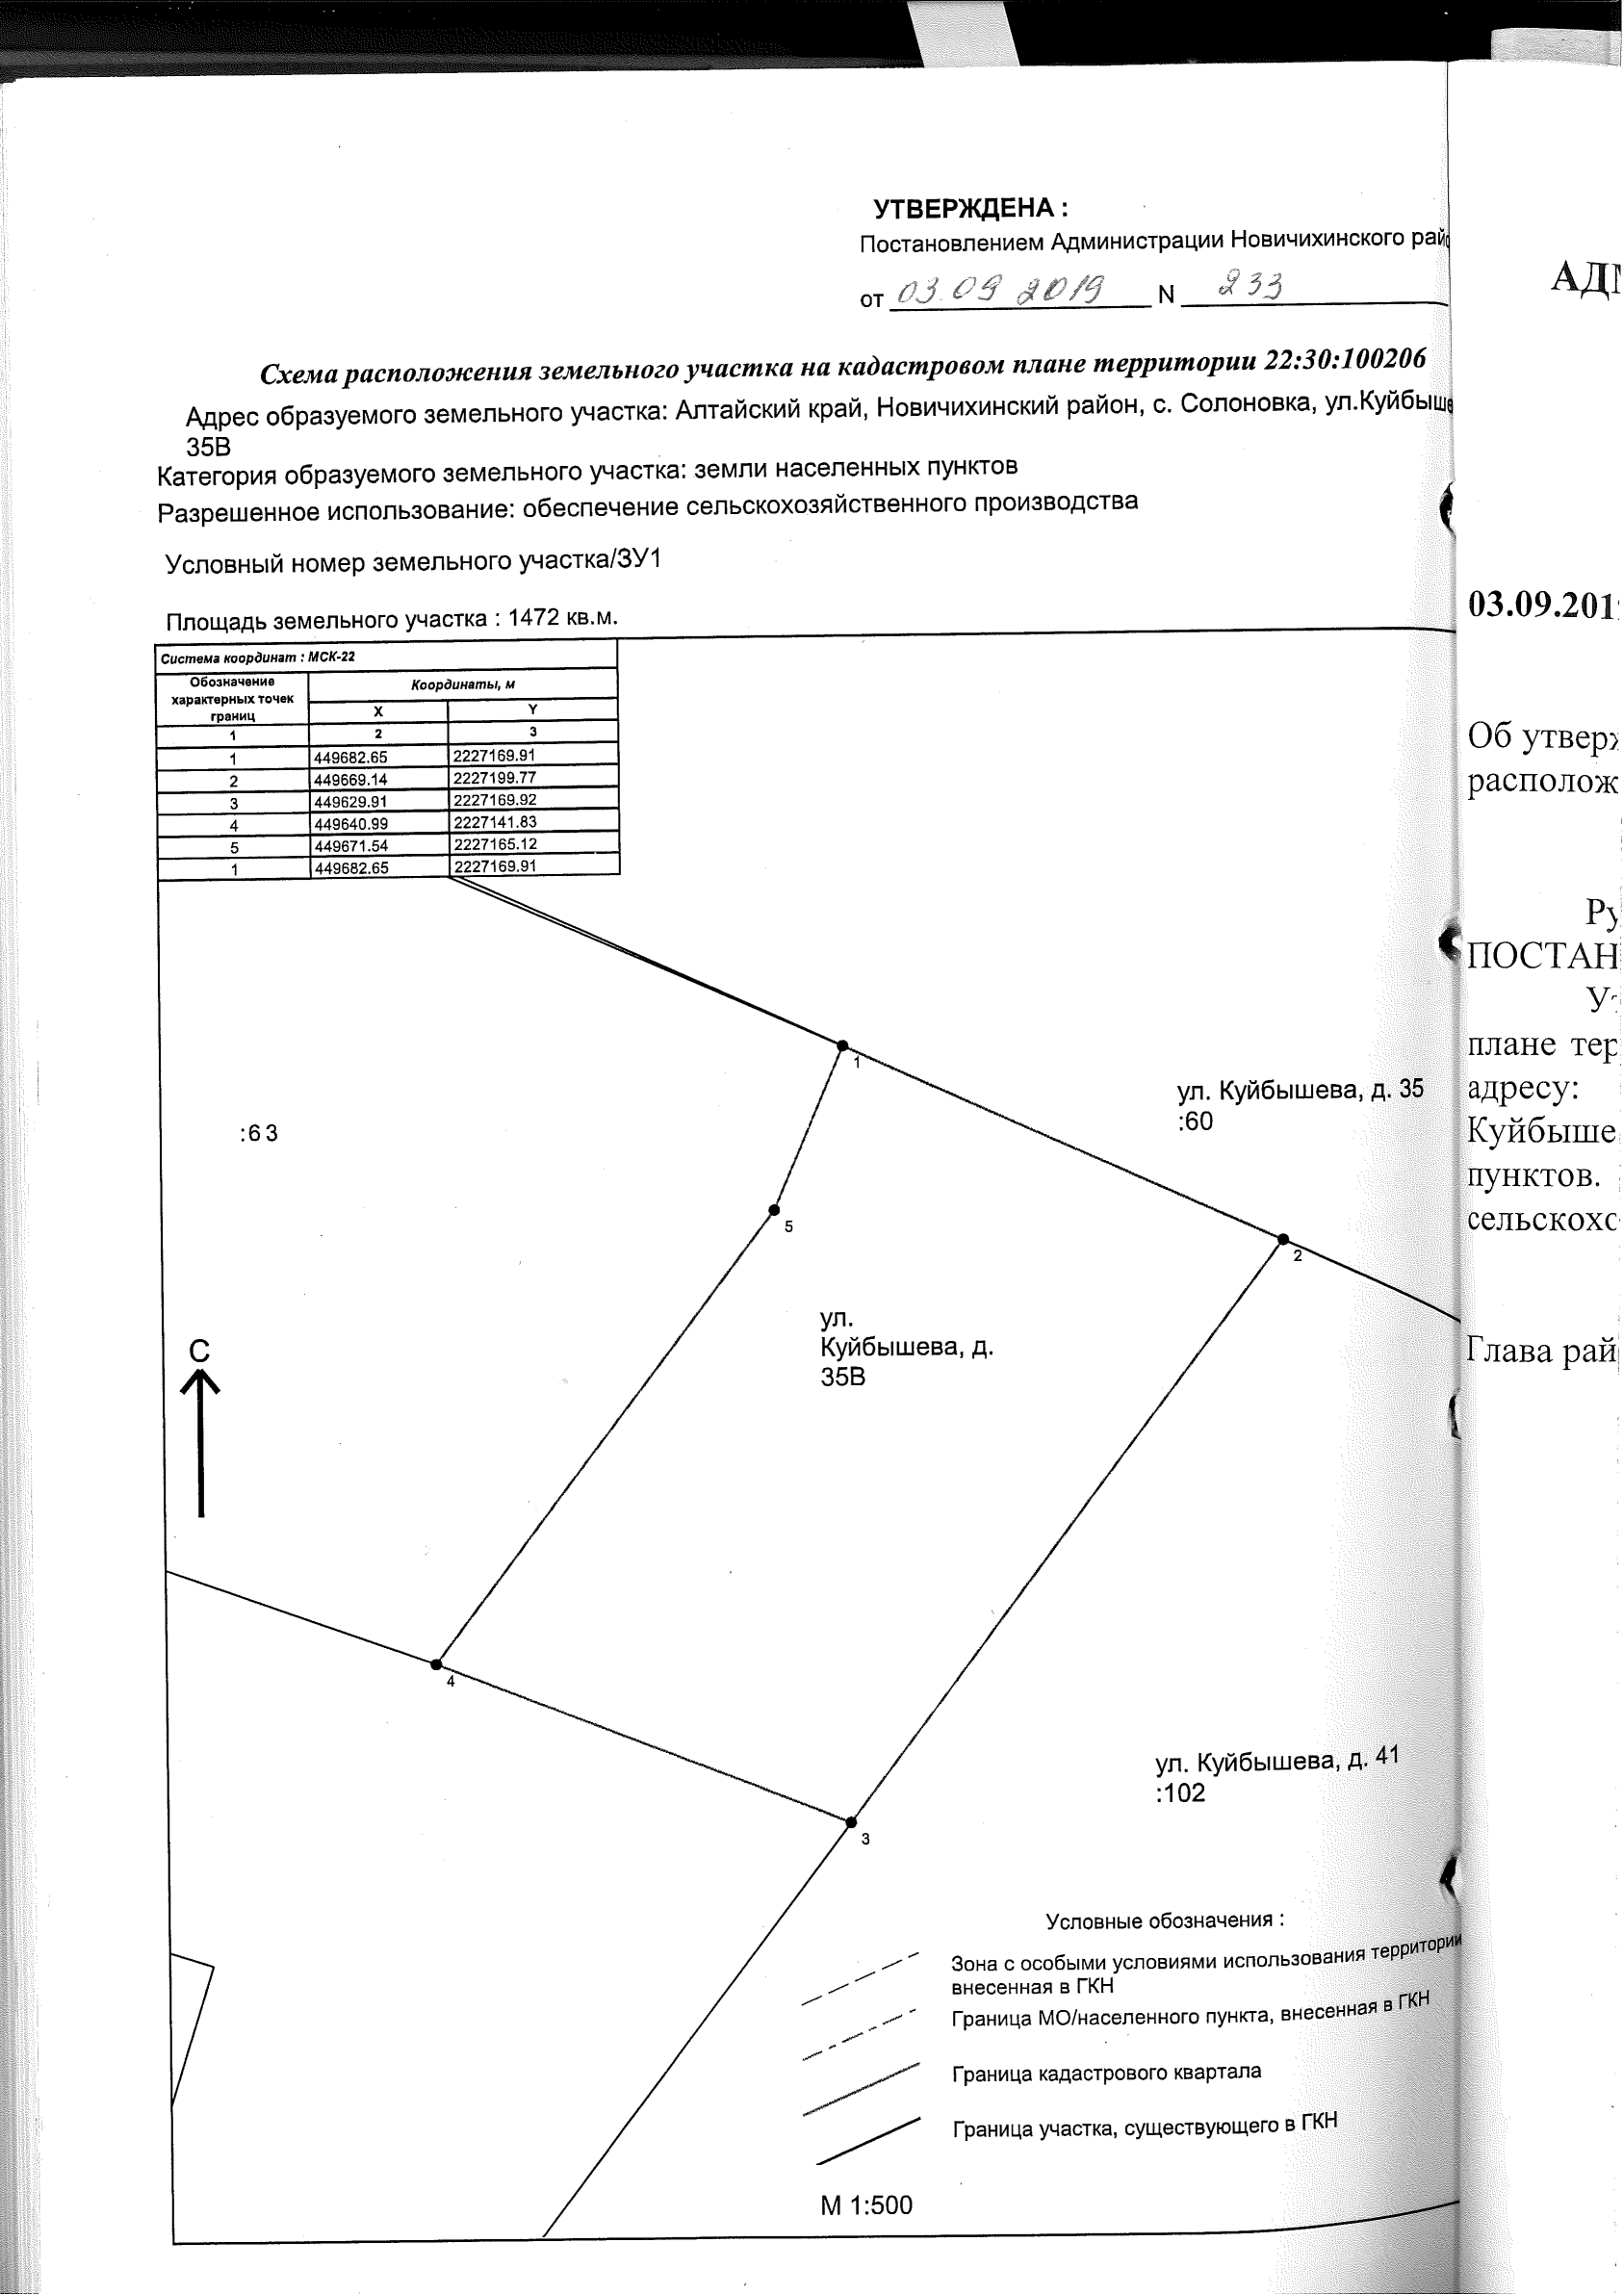 УТВЕРЖДЕНА :
Постановлением Администрации Новичихинского рай
от 03.09 2019 N 233
Схема расположения земельного участка на кадастровом плане территории 22:30:100206
Адрес образуемого земельного участка: Алтайский край, Новичихинский район, с. Солоновка, ул.Куйбыше
35В
Категория образуемого земельного участка: земли населенных пунктов
Разрешенное использование: обеспечение сельскохозяйственного производства
Условный номер земельного участка/ЗУ1
Площадь земельного участка : 1472 кв.м.
Система координат : МСК-22
Обозначение характерных точек границ Координаты, м
X Y
1 2 3
1 449682.65 2227169.91
2 449669.14 2227199.77
3 449629.91 2227169.92
4 449640.99 2227141.83
5 449671.54 2227165.12
1 449682.65 2227169.91
1
ул. Куйбышева, д. 35
:60
:63
5
2
ул.
Куйбышева, д.
35В
С
4
3
ул. Куйбышева, д. 41
:102
Условные обозначения :
Зона с особыми условиями использования территории
внесенная в ГКН
Граница МО/населенного пункта, внесенная в ГКН
Граница кадастрового квартала
Граница участка, существующего в ГКН
М 1:500
03.09.201
Об утверж
располож
Ру
ПОСТАН
Ут
плане тер
адресу:
Куйбыше
пунктов.
сельскохо
Глава рай